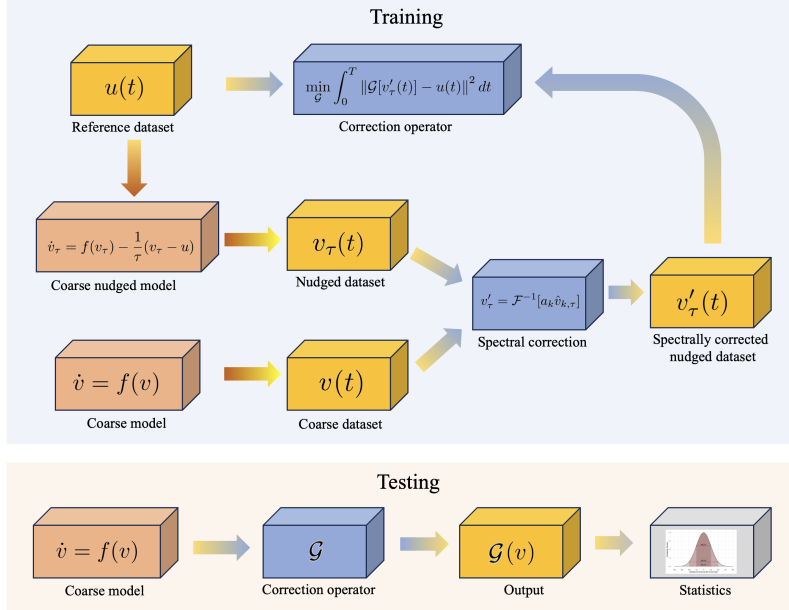 Training
u(t)
Reference dataset
min_𝒢 ∫_0^T ‖𝒢[v′_τ(t)] − u(t)‖² dt
Correction operator
v̇_τ = f(v_τ) − 1/τ (v_τ − u)
Coarse nudged model
v_τ(t)
Nudged dataset
v′_τ = ℱ⁻¹[a_k v̂_{k,τ}]
Spectral correction
v′_τ(t)
Spectrally corrected
nudged dataset
v̇ = f(v)
Coarse model
v(t)
Coarse dataset
Testing
v̇ = f(v)
Coarse model
𝒢
Correction operator
𝒢(v)
Output
Statistics